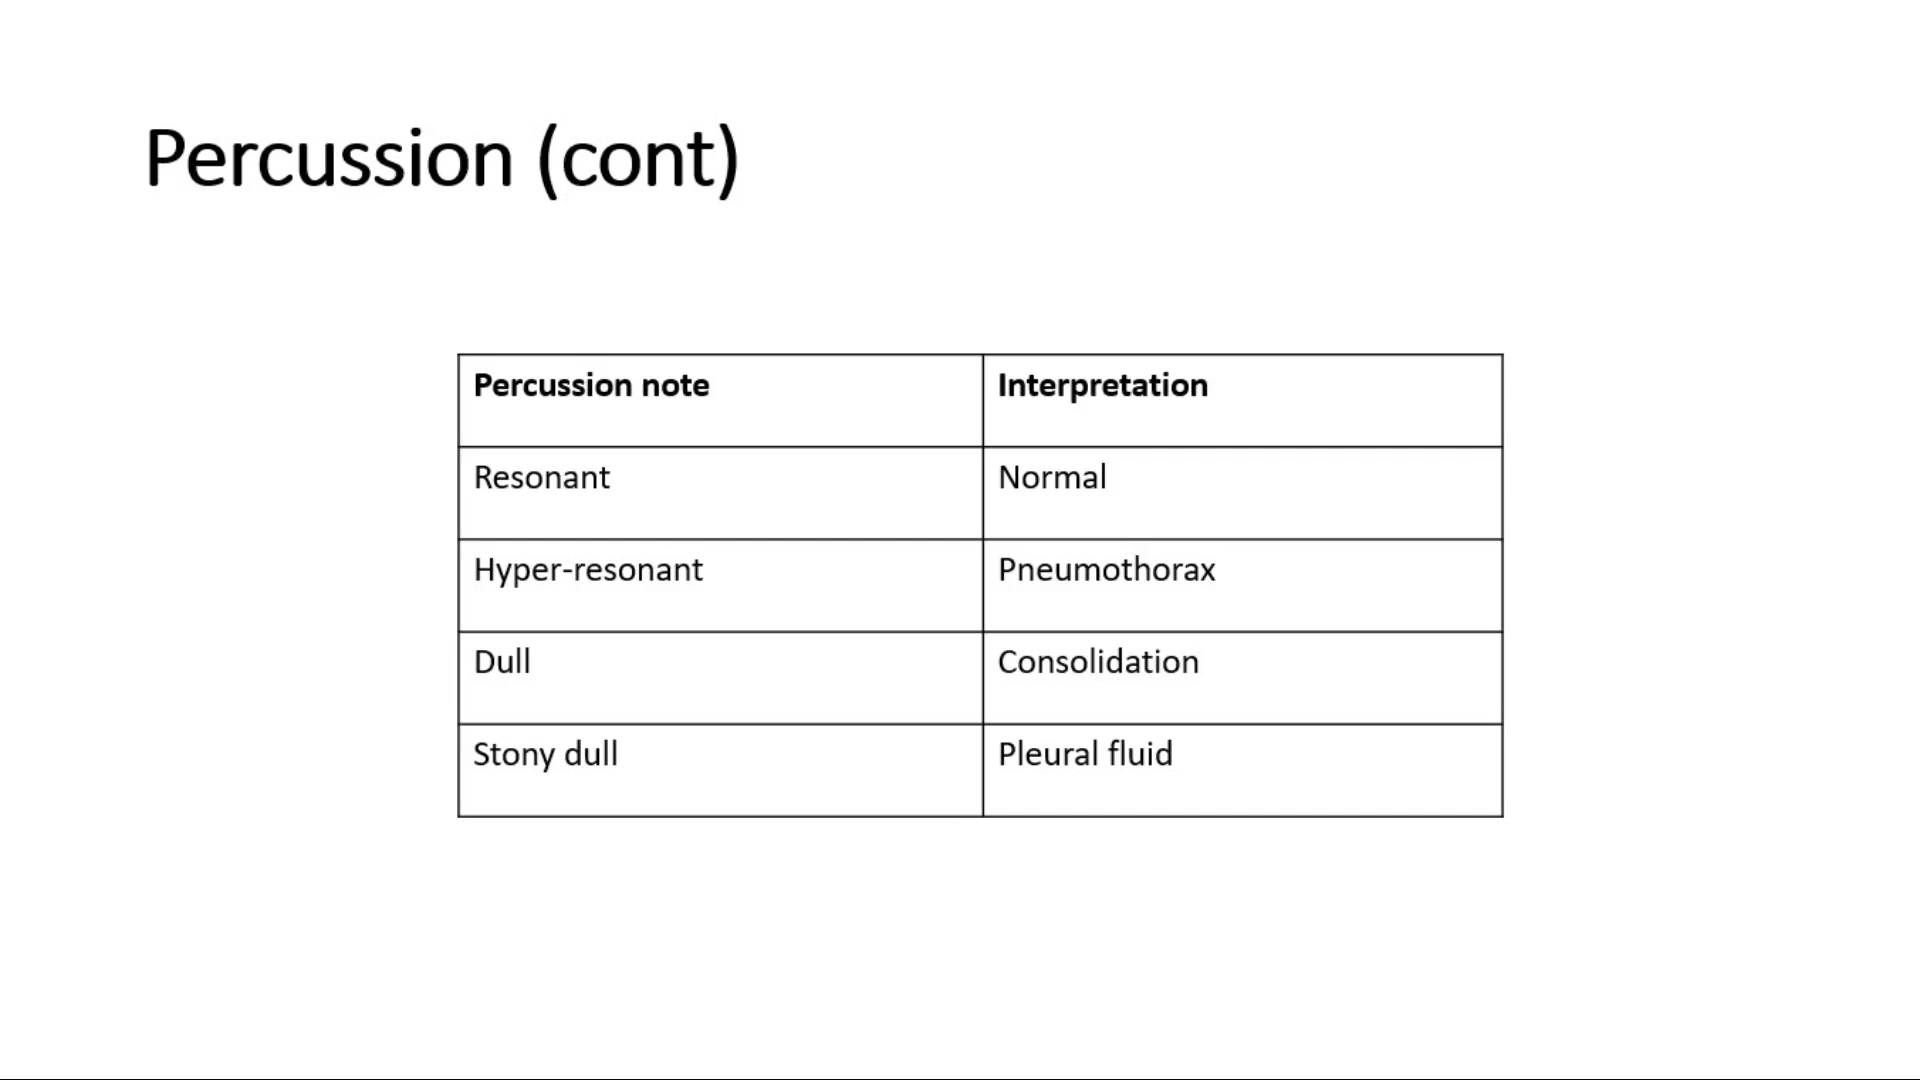 Percussion (cont)
Percussion note Interpretation
Resonant Normal
Hyper-resonant Pneumothorax
Dull Consolidation
Stony dull Pleural fluid